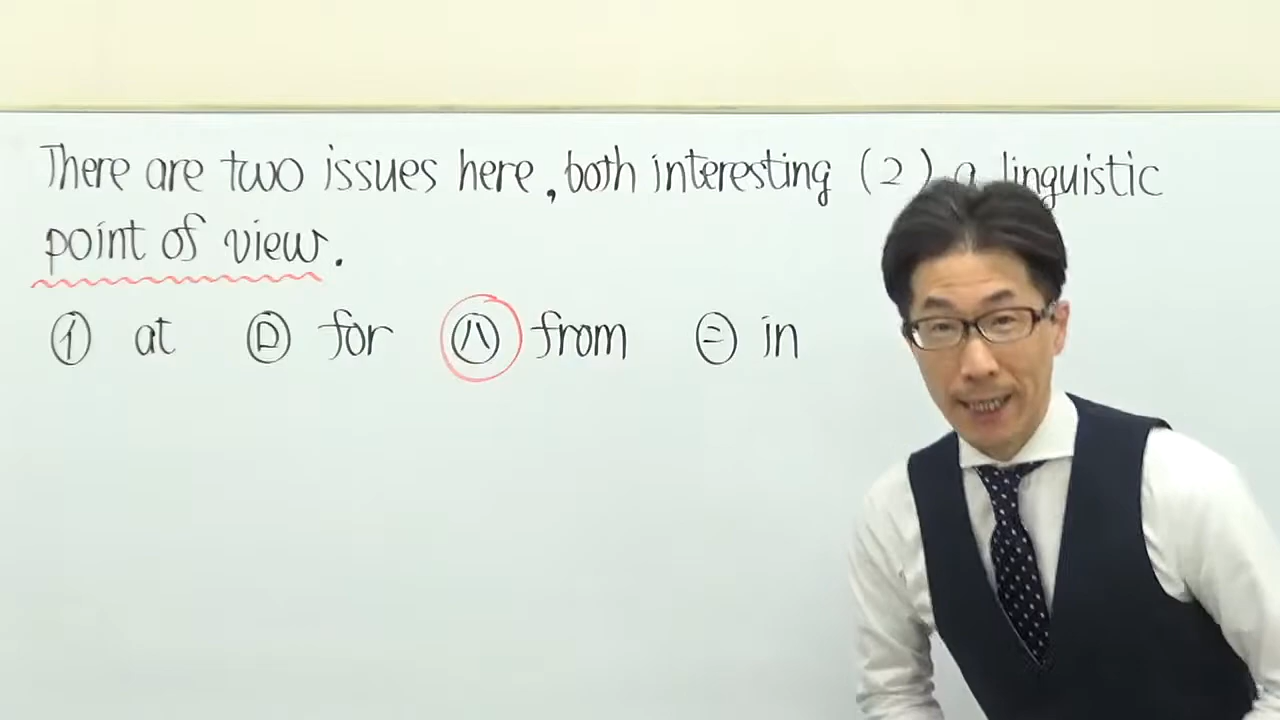 There are two issues here, both interesting (2) a linguistic
point of view.
㋑ at ㋺ for ㋩ from ㋥ in